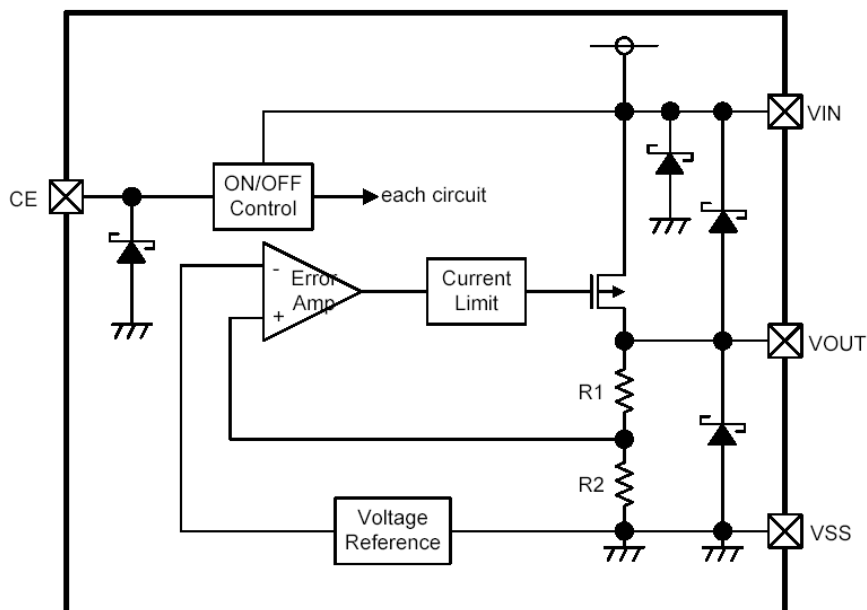 VIN
CE
ON/OFF
Control
each circuit
-
Error
Amp
+
Current
Limit
VOUT
R1
R2
Voltage
Reference
VSS